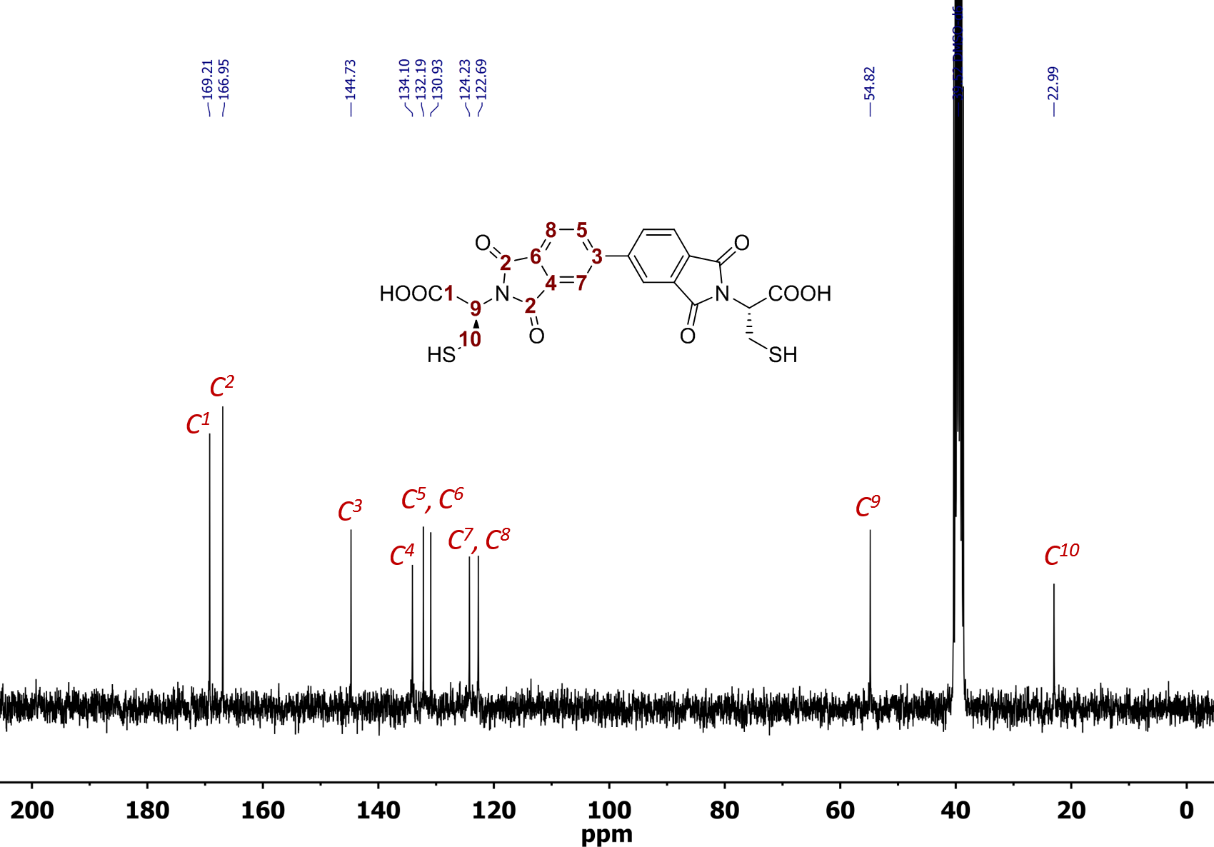 169.21
166.95
144.73
134.10
132.19
130.93
124.23
122.69
54.82
22.99
O
8
5
O
2
6
3
HOOC
1
N
4
7
N
COOH
9
2
10
O
O
HS
SH
C²
C¹
C³
C⁵, C⁶
C⁴
C⁷, C⁸
C⁹
C¹⁰
200 180 160 140 120 100 80 60 40 20 0
ppm